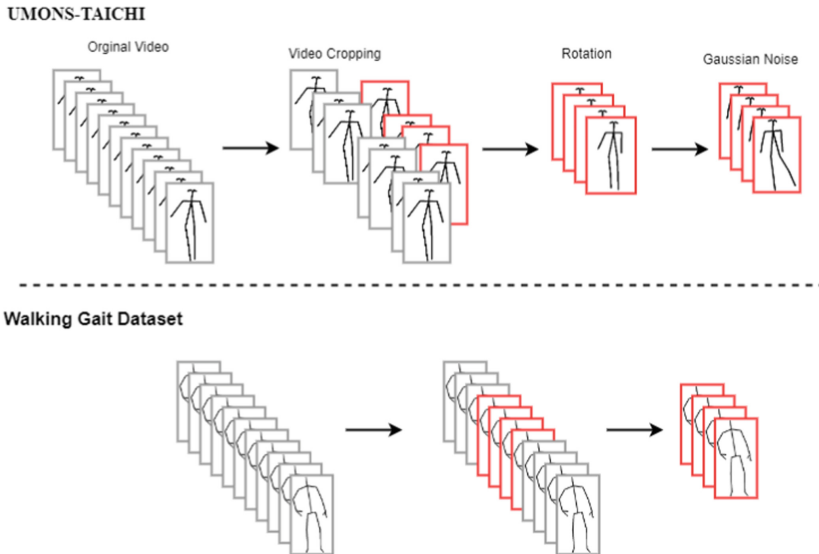 UMONS-TAICHI
Orginal Video
Video Cropping
Rotation
Gaussian Noise
Walking Gait Dataset